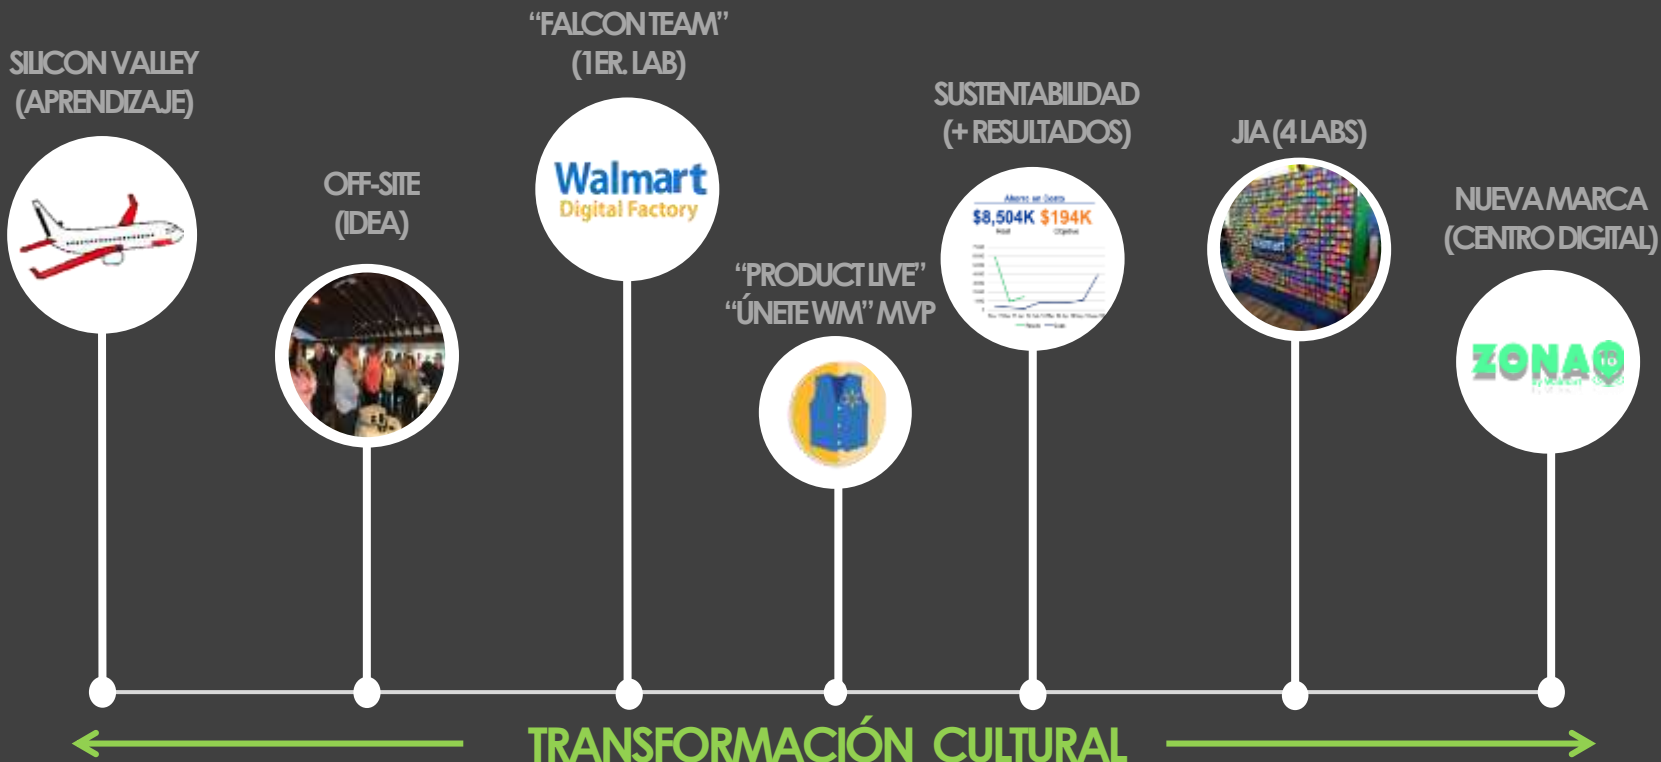 SILICON VALLEY
(APRENDIZAJE)
OFF-SITE
(IDEA)
“FALCON TEAM”
(1ER. LAB)
Walmart
Digital Factory
“PRODUCT LIVE”
“ÚNETE WM” MVP
SUSTENTABILIDAD
(+ RESULTADOS)
$8,504K $194K
JIA (4 LABS)
NUEVA MARCA
(CENTRO DIGITAL)
ZONA
TRANSFORMACIÓN CULTURAL